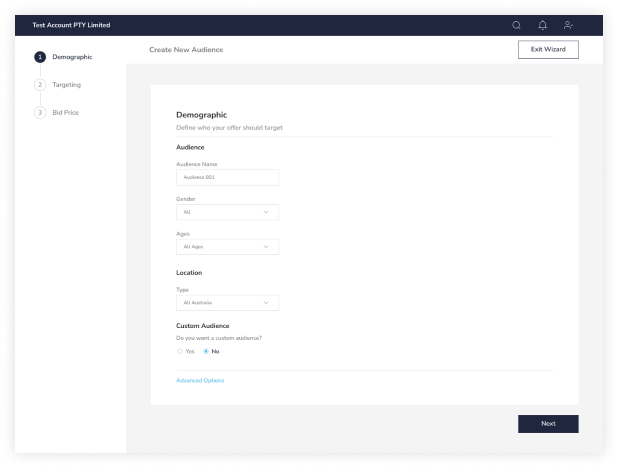 Test Account PTY Limited
1 Demographic
2 Targeting
3 Bid Price
Create New Audience
Exit Wizard
Demographic
Define who your offer should target
Audience
Audience Name
Audience 001
Gender
All
Ages
All Ages
Location
Type
All Australia
Custom Audience
Do you want a custom audience?
Yes No
Advanced Options
Next